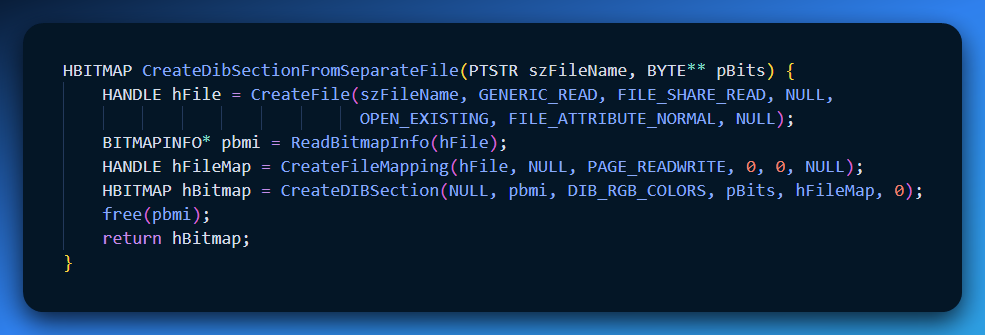 HBITMAP CreateDibSectionFromSeparateFile(PTSTR szFileName, BYTE** pBits) {
    HANDLE hFile = CreateFile(szFileName, GENERIC_READ, FILE_SHARE_READ, NULL,
                              OPEN_EXISTING, FILE_ATTRIBUTE_NORMAL, NULL);
    BITMAPINFO* pbmi = ReadBitmapInfo(hFile);
    HANDLE hFileMap = CreateFileMapping(hFile, NULL, PAGE_READWRITE, 0, 0, NULL);
    HBITMAP hBitmap = CreateDIBSection(NULL, pbmi, DIB_RGB_COLORS, pBits, hFileMap, 0);
    free(pbmi);
    return hBitmap;
}